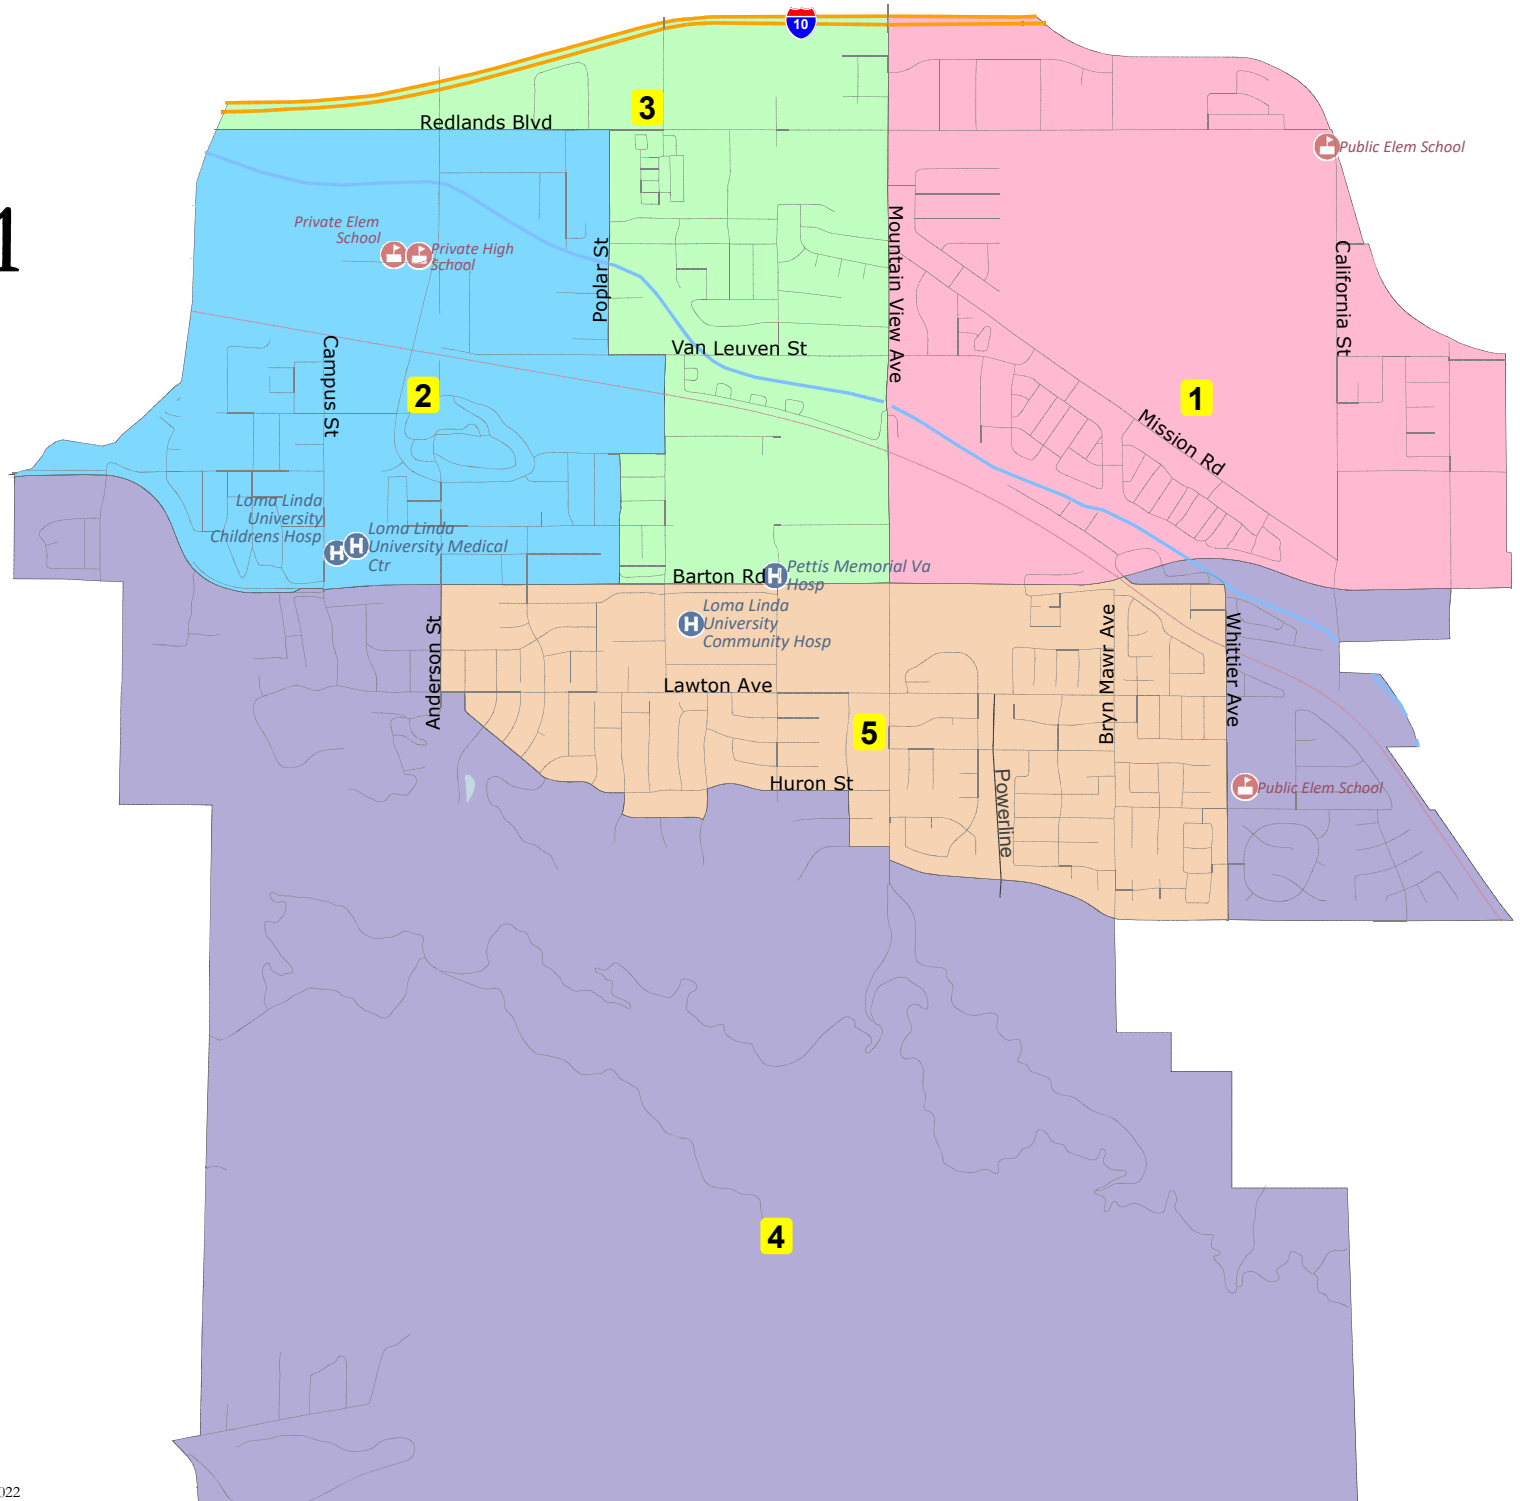 10
3
Redlands Blvd
Public Elem School
1
Private Elem
School
Private High
School
Poplar St
Mountain View Ave
California St
Campus St
Van Leuven St
2
1
Mission Rd
Loma Linda
University
Childrens Hosp
H
H
Loma Linda
University Medical
Ctr
Barton Rd
H
Pettis Memorial Va
Hosp
H
Loma Linda
University
Community Hosp
Anderson St
Bryn Mawr Ave
Whittier Ave
Lawton Ave
5
Huron St
Powerline
Public Elem School
4
022